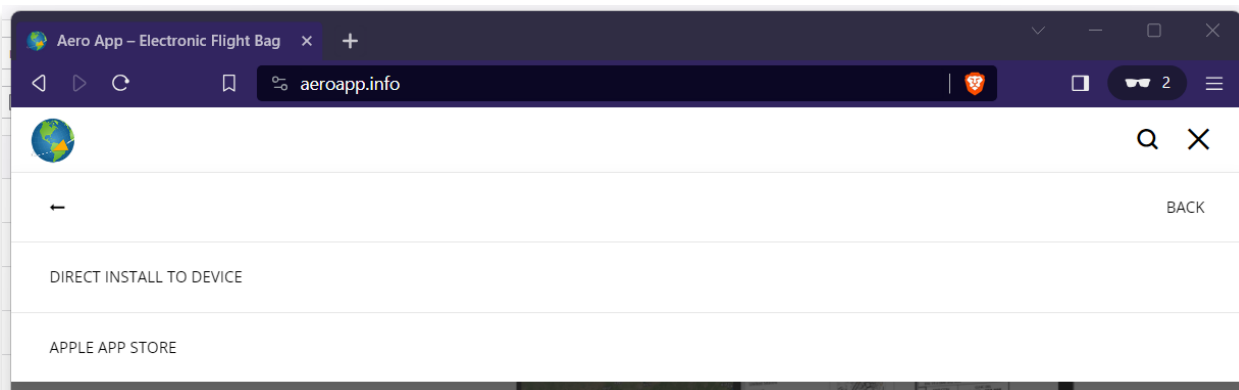 Aero App – Electronic Flight Bag
aeroapp.info
2
BACK
DIRECT INSTALL TO DEVICE
APPLE APP STORE